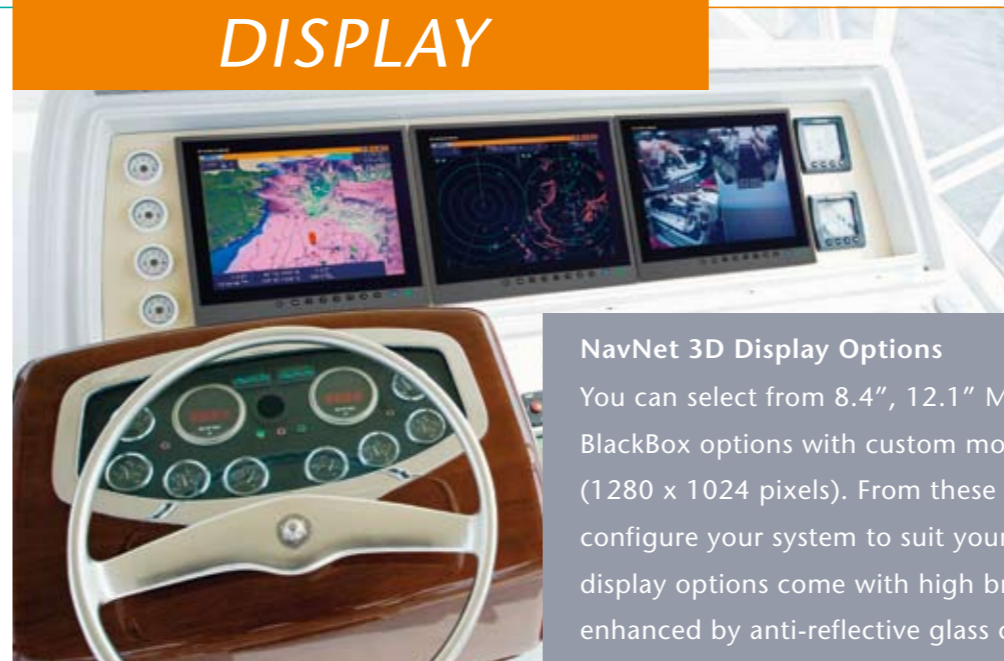 DISPLAY
NavNet 3D Display Options
You can select from 8.4″, 12.1″ M
BlackBox options with custom mo
(1280 x 1024 pixels). From these
configure your system to suit your
display options come with high br
enhanced by anti-reflective glass o